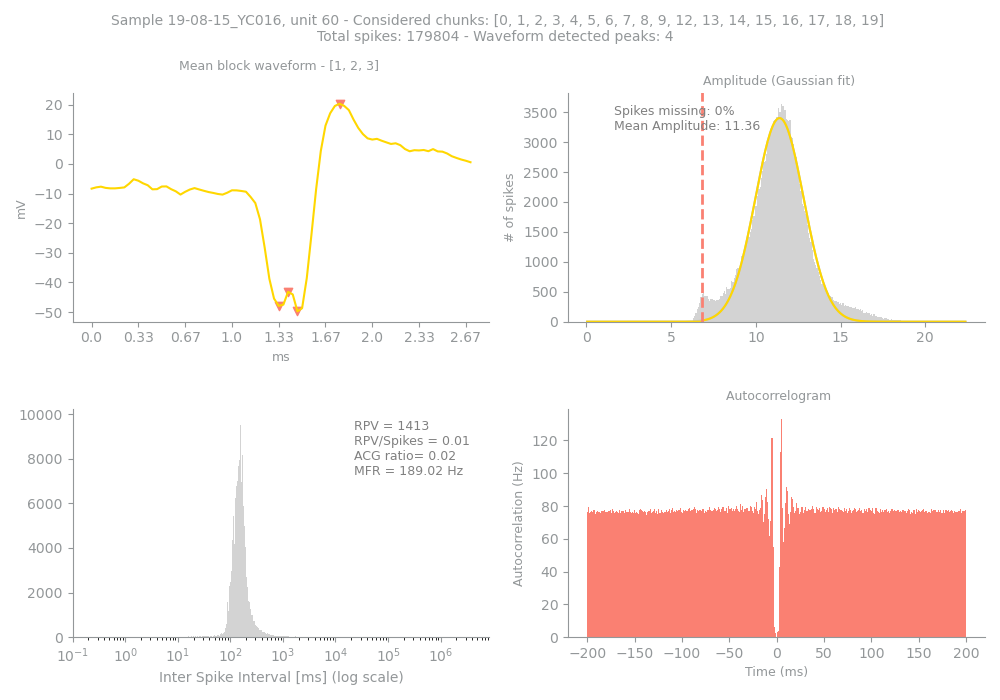 Sample 19-08-15_YC016, unit 60 - Considered chunks: [0, 1, 2, 3, 4, 5, 6, 7, 8, 9, 12, 13, 14, 15, 16, 17, 18, 19]
Total spikes: 179804 - Waveform detected peaks: 4
Mean block waveform - [1, 2, 3]
20
10
0
−10
−20
−30
−40
−50
mV
0.0 0.33 0.67 1.0 1.33 1.67 2.0 2.33 2.67
ms
Amplitude (Gaussian fit)
Spikes missing: 0%
Mean Amplitude: 11.36
3500
3000
2500
2000
1500
1000
500
0
# of spikes
0 5 10 15 20
10000
8000
6000
4000
2000
0
RPV = 1413
RPV/Spikes = 0.01
ACG ratio= 0.02
MFR = 189.02 Hz
10⁻¹ 10⁰ 10¹ 10² 10³ 10⁴ 10⁵ 10⁶
Inter Spike Interval [ms] (log scale)
Autocorrelogram
120
100
80
60
40
20
0
Autocorrelation (Hz)
−200 −150 −100 −50 0 50 100 150 200
Time (ms)